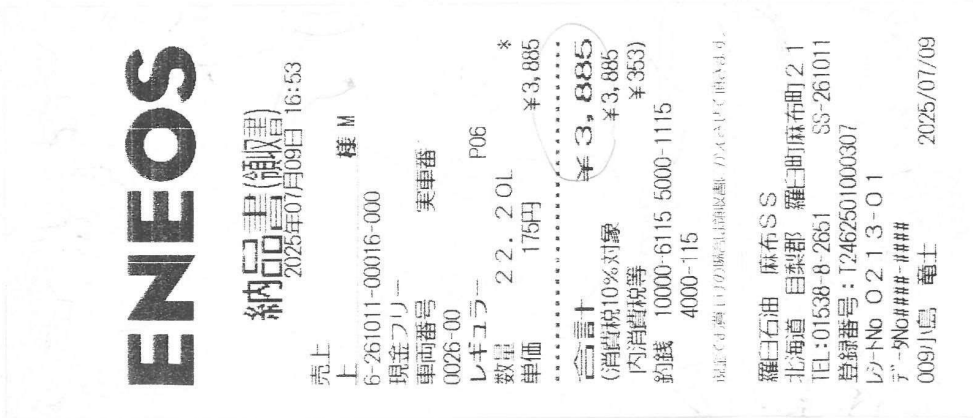 ENEOS
納品書(領収書)
2025年07月09日 16:53
売上
上 様 M
6-261011-00016-000
現金フリー
車両番号 実車番
0026-00
レギュラー P06
数量 22.20L *
単価 175円 ¥3,885
合計 ¥3,885
(消費税10%対象 ¥3,885
内消費税等 ¥353)
釣銭 10000-6115 5000-1115
4000-115
羅臼石油 麻布SS
北海道 目梨郡 羅臼町麻布町21
TEL:01538-8-2651 SS-261011
登録番号:T2462501000307
レシートNo 0213-01
データNo####-####
009小島 竜士 2025/07/09